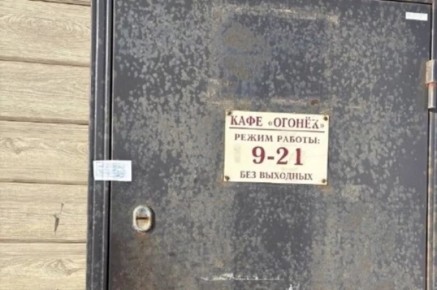 КАФЕ «ОГОНЁК»
РЕЖИМ РАБОТЫ:
9-21
БЕЗ ВЫХОДНЫХ